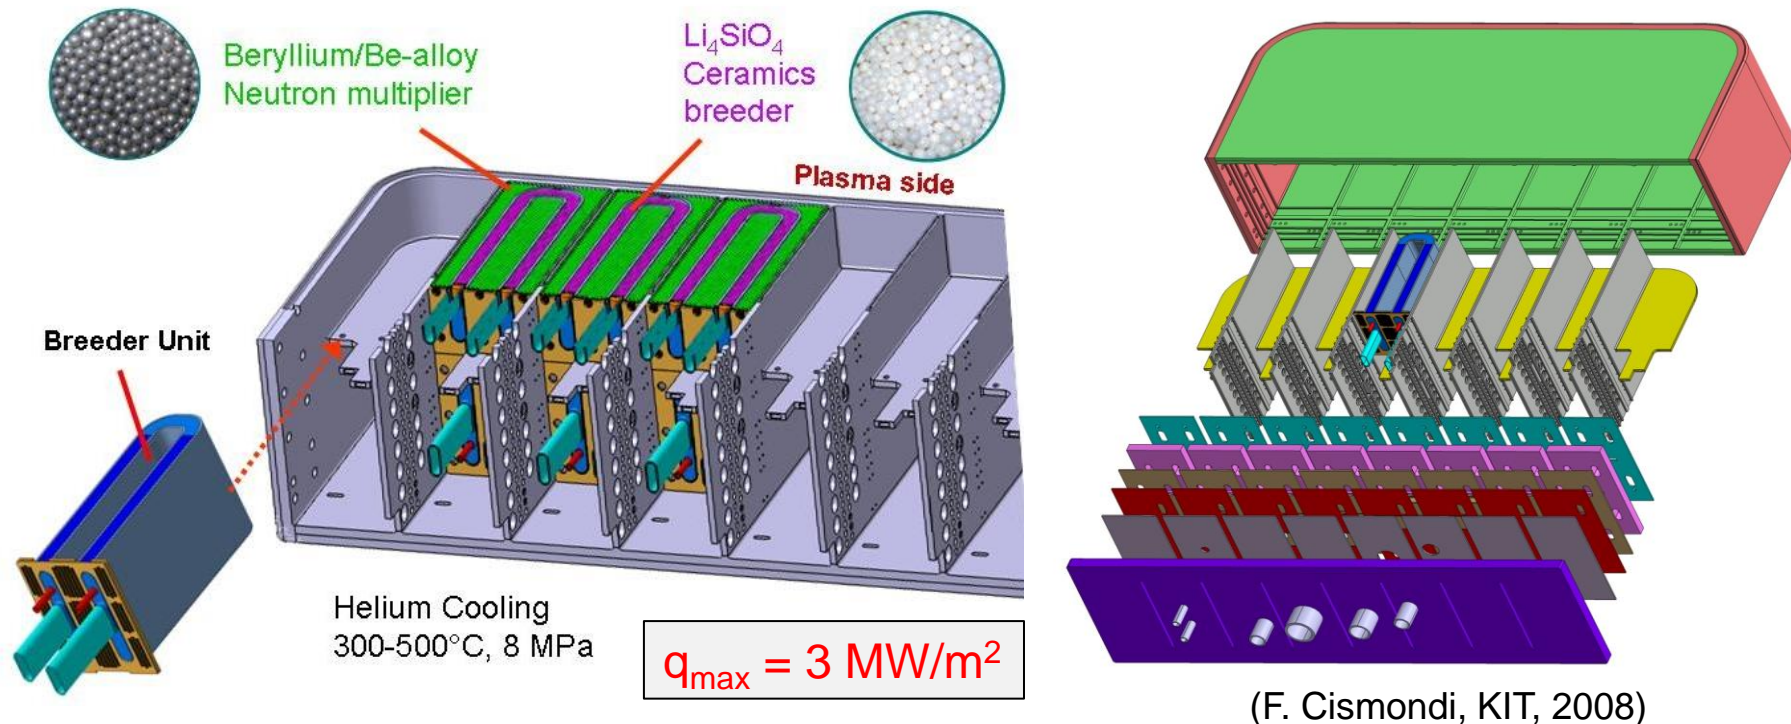 Beryllium/Be-alloy
Neutron multiplier
Li₄SiO₄
Ceramics
breeder
Plasma side
Breeder Unit
Helium Cooling
300-500°C, 8 MPa
qmax = 3 MW/m²
(F. Cismondi, KIT, 2008)